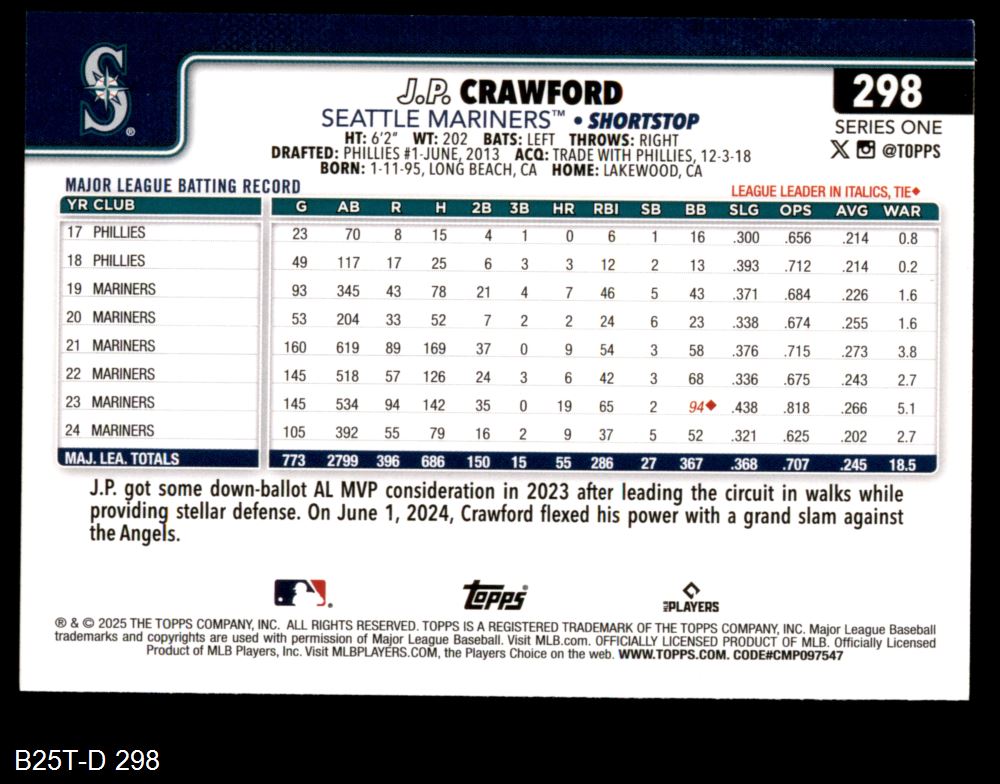 S ®
J.P. CRAWFORD
298
SEATTLE MARINERS™ • SHORTSTOP
SERIES ONE
HT: 6'2" WT: 202 BATS: LEFT THROWS: RIGHT
@TOPPS
DRAFTED: PHILLIES #1-JUNE, 2013 ACQ: TRADE WITH PHILLIES, 12-3-18
BORN: 1-11-95, LONG BEACH, CA HOME: LAKEWOOD, CA
MAJOR LEAGUE BATTING RECORD
LEAGUE LEADER IN ITALICS, TIE◆
YR CLUB G AB R H 2B 3B HR RBI SB BB SLG OPS AVG WAR
17 PHILLIES 23 70 8 15 4 1 0 6 1 16 .300 .656 .214 0.8
18 PHILLIES 49 117 17 25 6 3 3 12 2 13 .393 .712 .214 0.2
19 MARINERS 93 345 43 78 21 4 7 46 5 43 .371 .684 .226 1.6
20 MARINERS 53 204 33 52 7 2 2 24 6 23 .338 .674 .255 1.6
21 MARINERS 160 619 89 169 37 0 9 54 3 58 .376 .715 .273 3.8
22 MARINERS 145 518 57 126 24 3 6 42 3 68 .336 .675 .243 2.7
23 MARINERS 145 534 94 142 35 0 19 65 2 94◆ .438 .818 .266 5.1
24 MARINERS 105 392 55 79 16 2 9 37 5 52 .321 .625 .202 2.7
MAJ. LEA. TOTALS 773 2799 396 686 150 15 55 286 27 367 .368 .707 .245 18.5
J.P. got some down-ballot AL MVP consideration in 2023 after leading the circuit in walks while
providing stellar defense. On June 1, 2024, Crawford flexed his power with a grand slam against
the Angels.
Topps
MLB PLAYERS
® & © 2025 THE TOPPS COMPANY, INC. ALL RIGHTS RESERVED. TOPPS IS A REGISTERED TRADEMARK OF THE TOPPS COMPANY, INC. Major League Baseball
trademarks and copyrights are used with permission of Major League Baseball. Visit MLB.com. OFFICIALLY LICENSED PRODUCT OF MLB. Officially Licensed
Product of MLB Players, Inc. Visit MLBPLAYERS.COM, the Players Choice on the web. WWW.TOPPS.COM. CODE#CMP097547
B25T-D 298